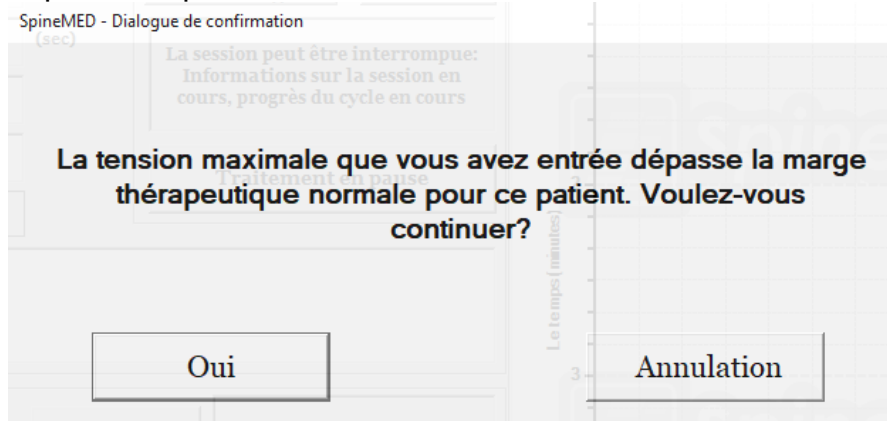 SpineMED - Dialogue de confirmation
(sec)
La session peut être interrompue:
Informations sur la session en
cours, progrès du cycle en cours
La tension maximale que vous avez entrée dépasse la marge
Traitement en pause
thérapeutique normale pour ce patient. Voulez-vous
continuer?
Le temps (minutes)
Oui
Annulation
3